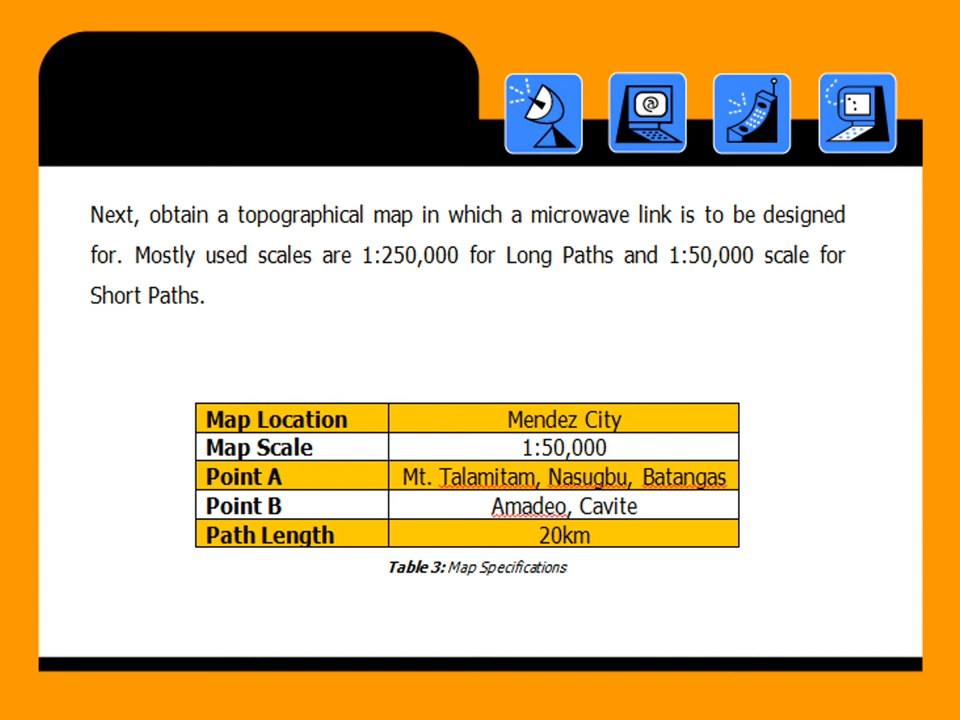 Next, obtain a topographical map in which a microwave link is to be designed
for. Mostly used scales are 1:250,000 for Long Paths and 1:50,000 scale for
Short Paths.
Map Location Mendez City
Map Scale 1:50,000
Point A Mt. Talamitam, Nasugbu, Batangas
Point B Amadeo, Cavite
Path Length 20km
Table 3: Map Specifications